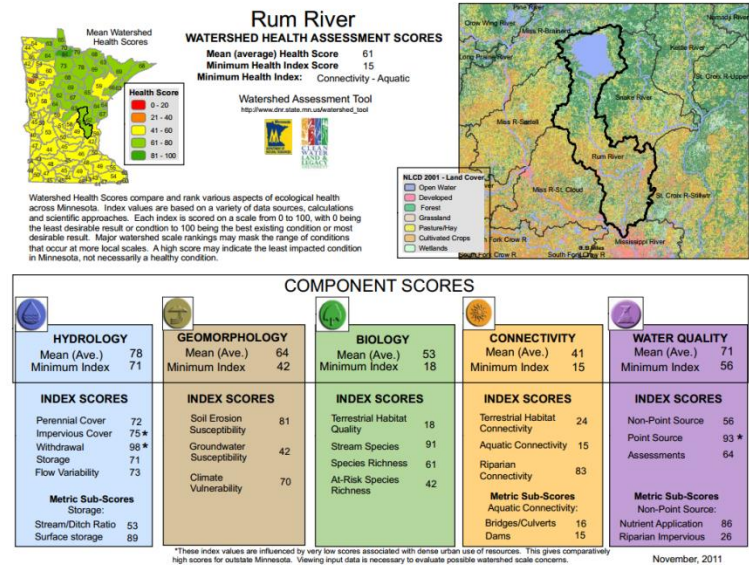 Rum River
WATERSHED HEALTH ASSESSMENT SCORES
Mean (average) Health Score 61
Minimum Health Index Score 15
Minimum Health Index: Connectivity - Aquatic
Watershed Assessment Tool
http://www.dnr.state.mn.us/watershed_tool
Mean Watershed
Health Scores
Health Score
0 - 20
21 - 40
41 - 60
61 - 80
81 - 100
CLEAN
WATER
LAND &
LEGACY
Pine River
Crow Wing River
Miss R-Brainerd
Nemadji River
Long Prairie River
Kettle River
St. Croix R-Upper
Snake River
Miss R-Sartell
Rum River
Miss R-St. Cloud
St. Croix R-Stillwtr
Mississippi River
South Fork Crow R
NLCD 2001 - Land Cover
Open Water
Developed
Forest
Grassland
Pasture/Hay
Cultivated Crops
Wetlands
Watershed Health Scores compare and rank various aspects of ecological health
across Minnesota. Index values are based on a variety of data sources, calculations
and scientific approaches. Each index is scored on a scale from 0 to 100, with 0 being
the least desirable result or condtion to 100 being the best existing condition or most
desirable result. Major watershed scale rankings may mask the range of conditions
that occur at more local scales. A high score may indicate the least impacted condition
in Minnesota, not necessarily a healthy condition.
COMPONENT SCORES
HYDROLOGY
Mean (Ave.) 78
Minimum Index 71
INDEX SCORES
Perennial Cover 72
Impervious Cover 75 *
Withdrawal 98 *
Storage 71
Flow Variability 73
Metric Sub-Scores
Storage:
Stream/Ditch Ratio 53
Surface storage 89
GEOMORPHOLOGY
Mean (Ave.) 64
Minimum Index 42
INDEX SCORES
Soil Erosion 81
Susceptibility
Groundwater 42
Susceptibility
Climate 70
Vulnerability
BIOLOGY
Mean (Ave.) 53
Minimum Index 18
INDEX SCORES
Terrestrial Habitat 18
Quality
Stream Species 91
Species Richness 61
At-Risk Species 42
Richness
CONNECTIVITY
Mean (Ave.) 41
Minimum Index 15
INDEX SCORES
Terrestrial Habitat 24
Connectivity
Aquatic Connectivity 15
Riparian 83
Connectivity
Metric Sub-Scores
Aquatic Connectivity:
Bridges/Culverts 16
Dams 15
WATER QUALITY
Mean (Ave.) 71
Minimum Index 56
INDEX SCORES
Non-Point Source 56
Point Source 93 *
Assessments 64
Metric Sub-Scores
Non-Point Source:
Nutrient Application 86
Riparian Impervious 26
*These index values are influenced by very low scores associated with dense urban use of resources. This gives comparatively
high scores for outstate Minnesota. Viewing input data is necessary to evaluate possible watershed scale concerns.
November, 2011